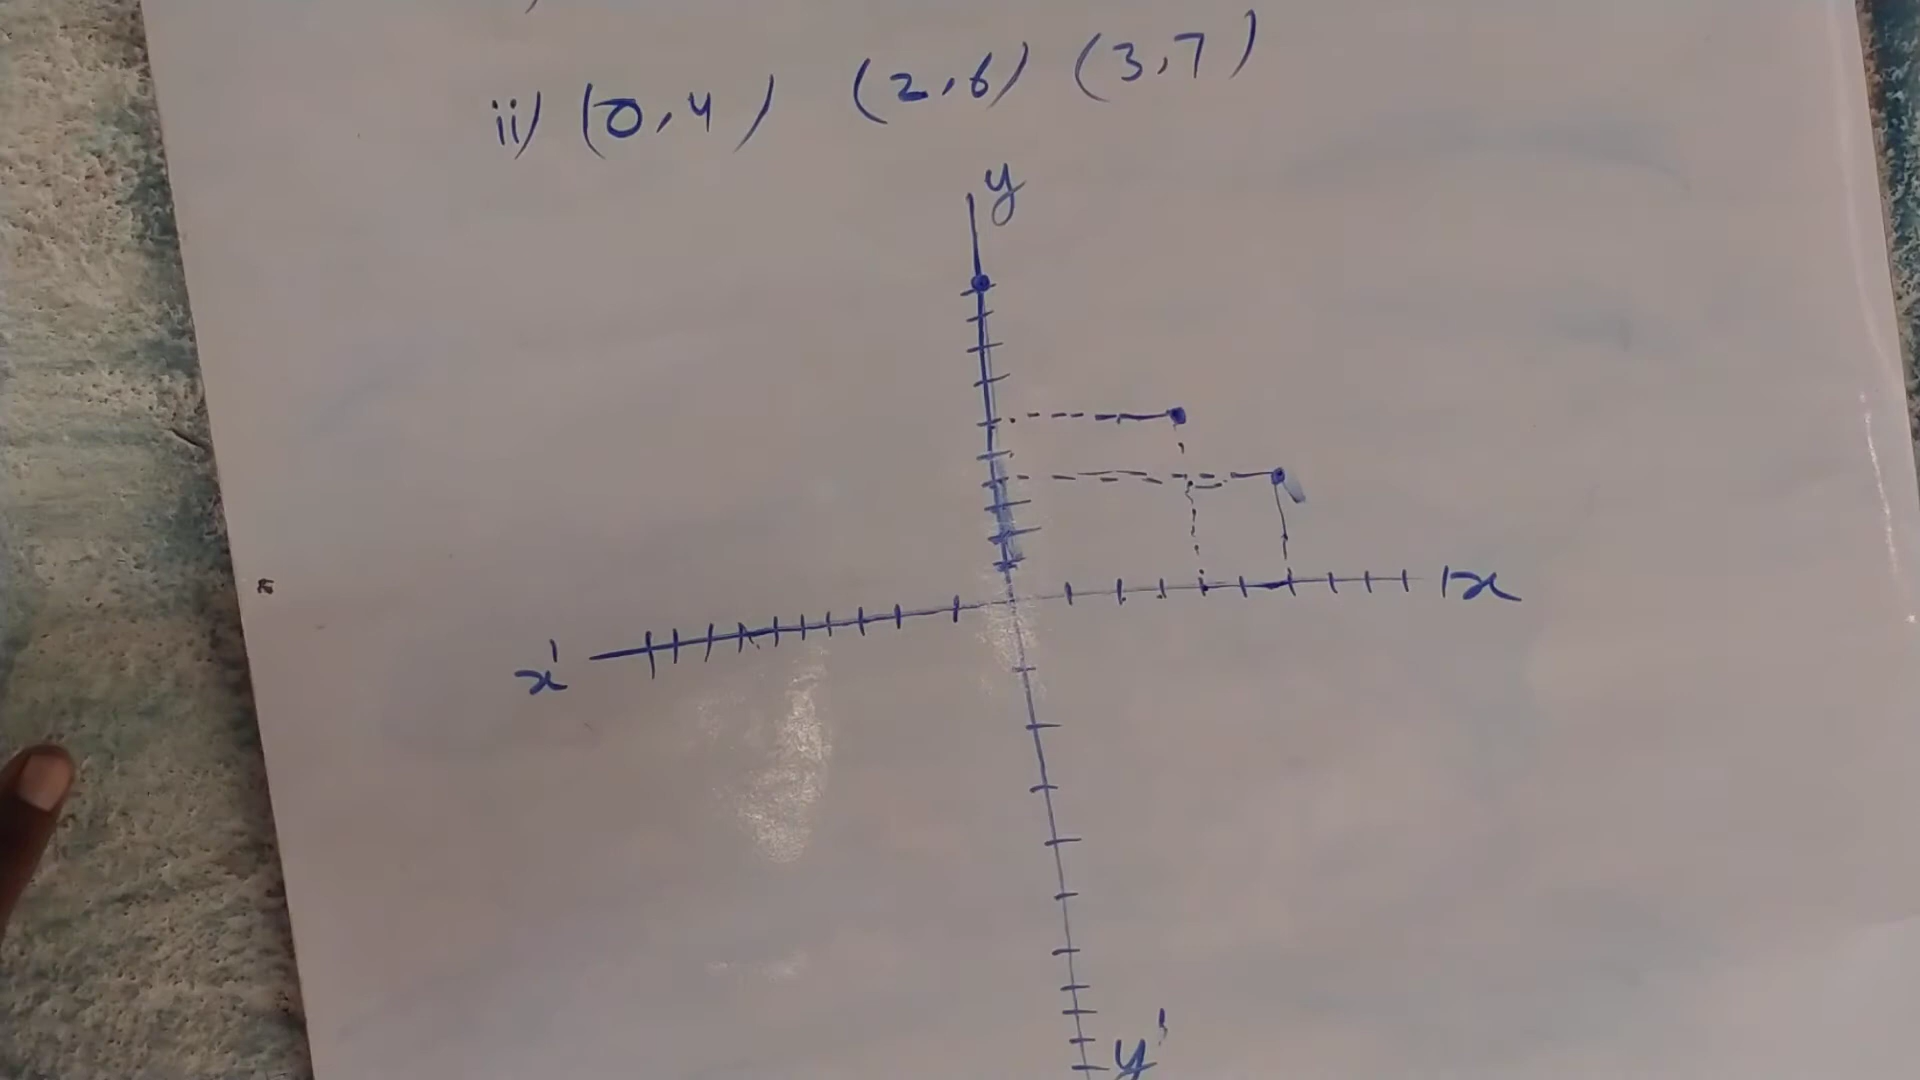 ii) (0,4) (2,6) (3,7)
y
x
x'
y'